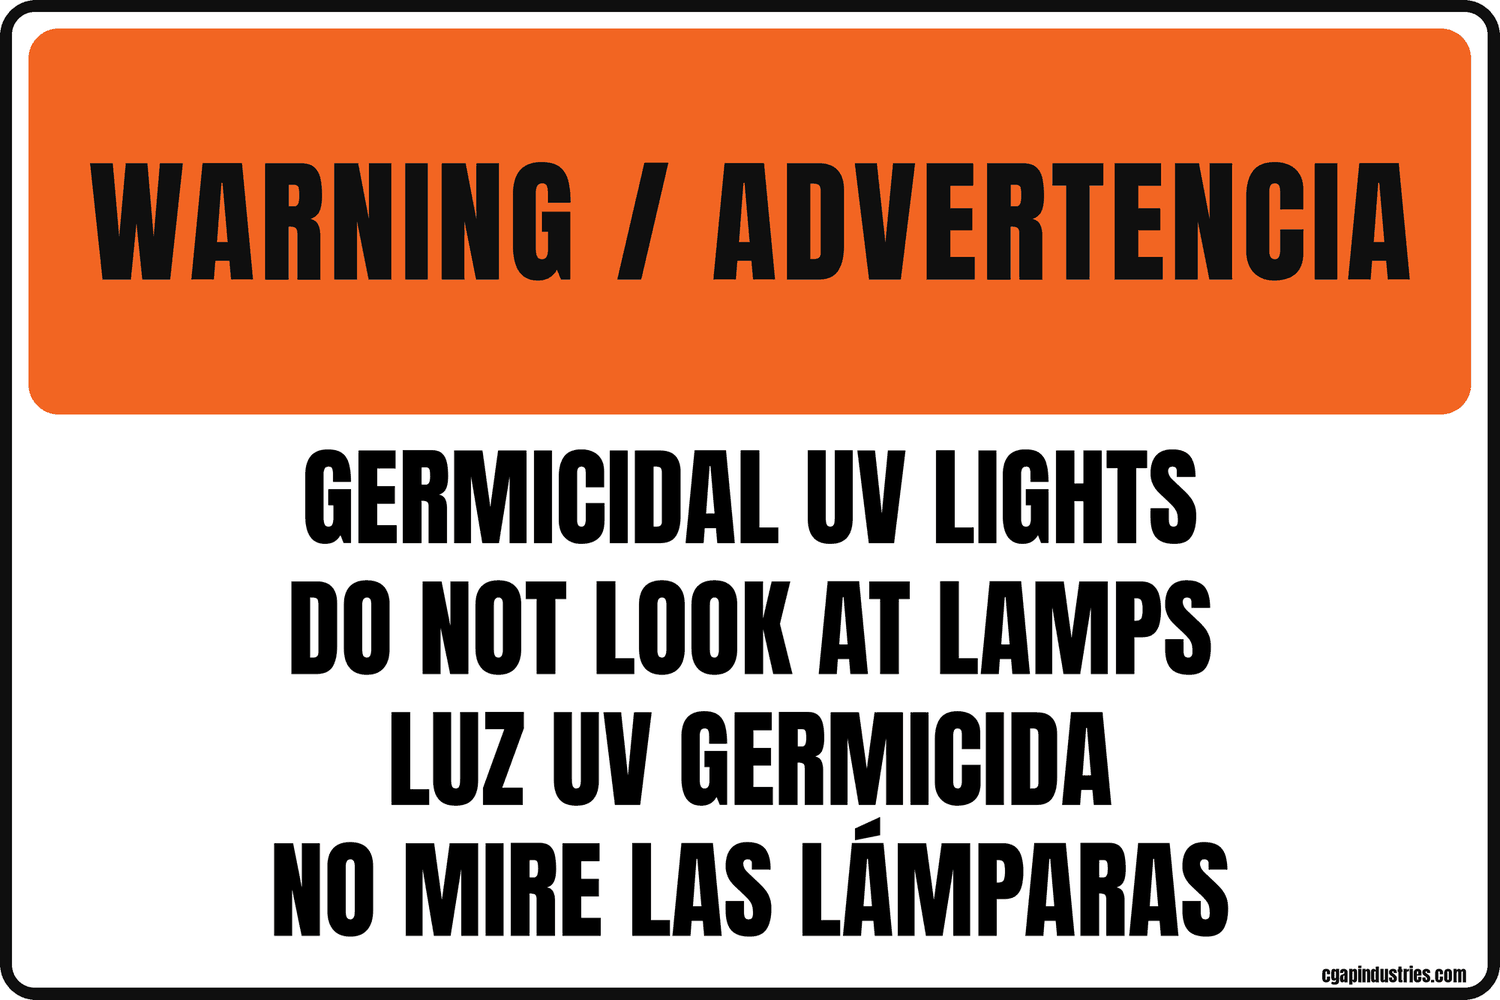 WARNING / ADVERTENCIA
GERMICIDAL UV LIGHTS
DO NOT LOOK AT LAMPS
LUZ UV GERMICIDA
NO MIRE LAS LÁMPARAS
cgapindustries.com